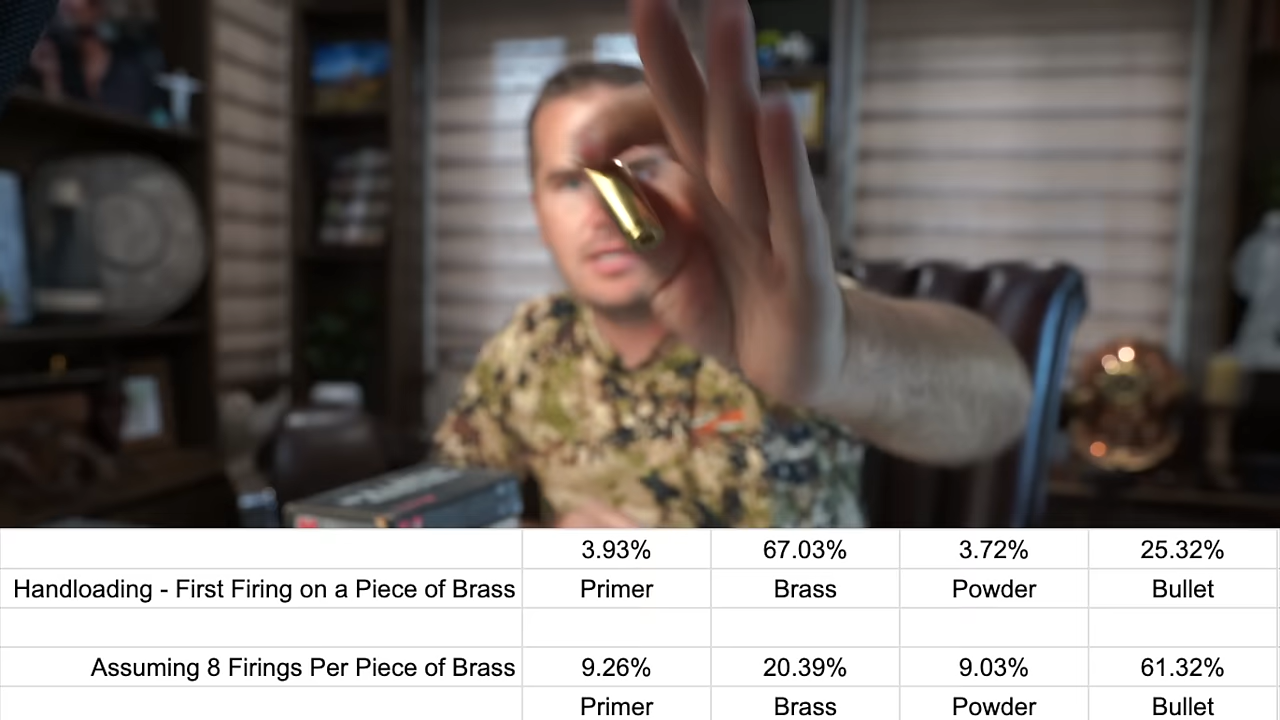 3.93% 67.03% 3.72% 25.32%
Handloading - First Firing on a Piece of Brass Primer Brass Powder Bullet
Assuming 8 Firings Per Piece of Brass 9.26% 20.39% 9.03% 61.32%
Primer Brass Powder Bullet